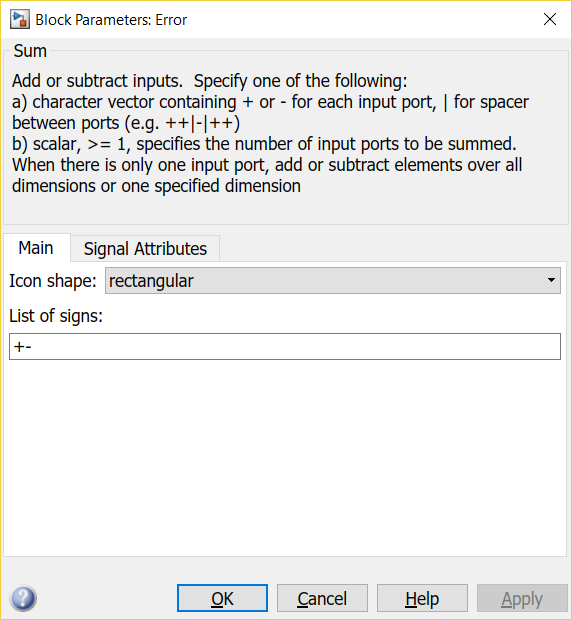 Block Parameters: Error
Sum
Add or subtract inputs.  Specify one of the following:
a) character vector containing + or - for each input port, | for spacer
between ports (e.g. ++|-|++)
b) scalar, >= 1, specifies the number of input ports to be summed.
When there is only one input port, add or subtract elements over all
dimensions or one specified dimension
Main
Signal Attributes
Icon shape:
rectangular
List of signs:
+-
?
OK
Cancel
Help
Apply